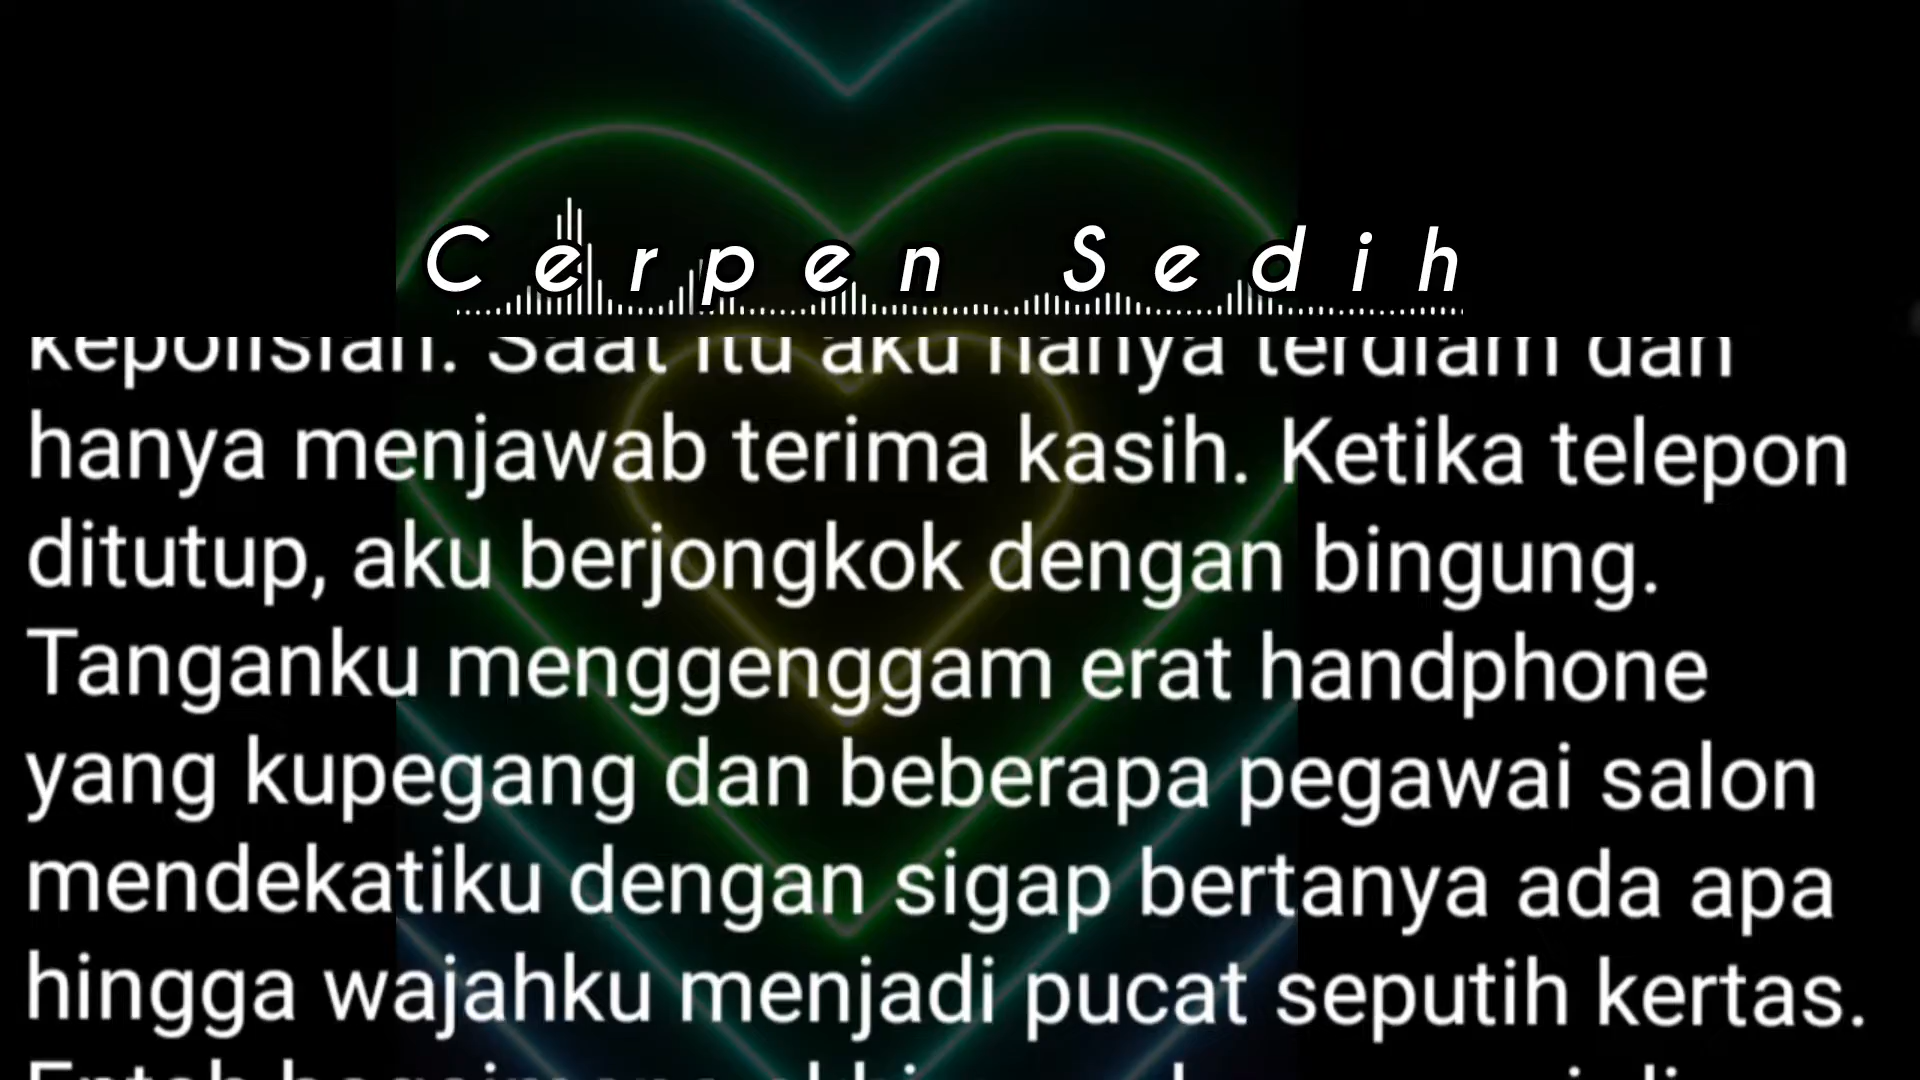 Cerpen Sedih
kepolisian. Saat itu aku hanya terdiam dan
hanya menjawab terima kasih. Ketika telepon
ditutup, aku berjongkok dengan bingung.
Tanganku menggenggam erat handphone
yang kupegang dan beberapa pegawai salon
mendekatiku dengan sigap bertanya ada apa
hingga wajahku menjadi pucat seputih kertas.